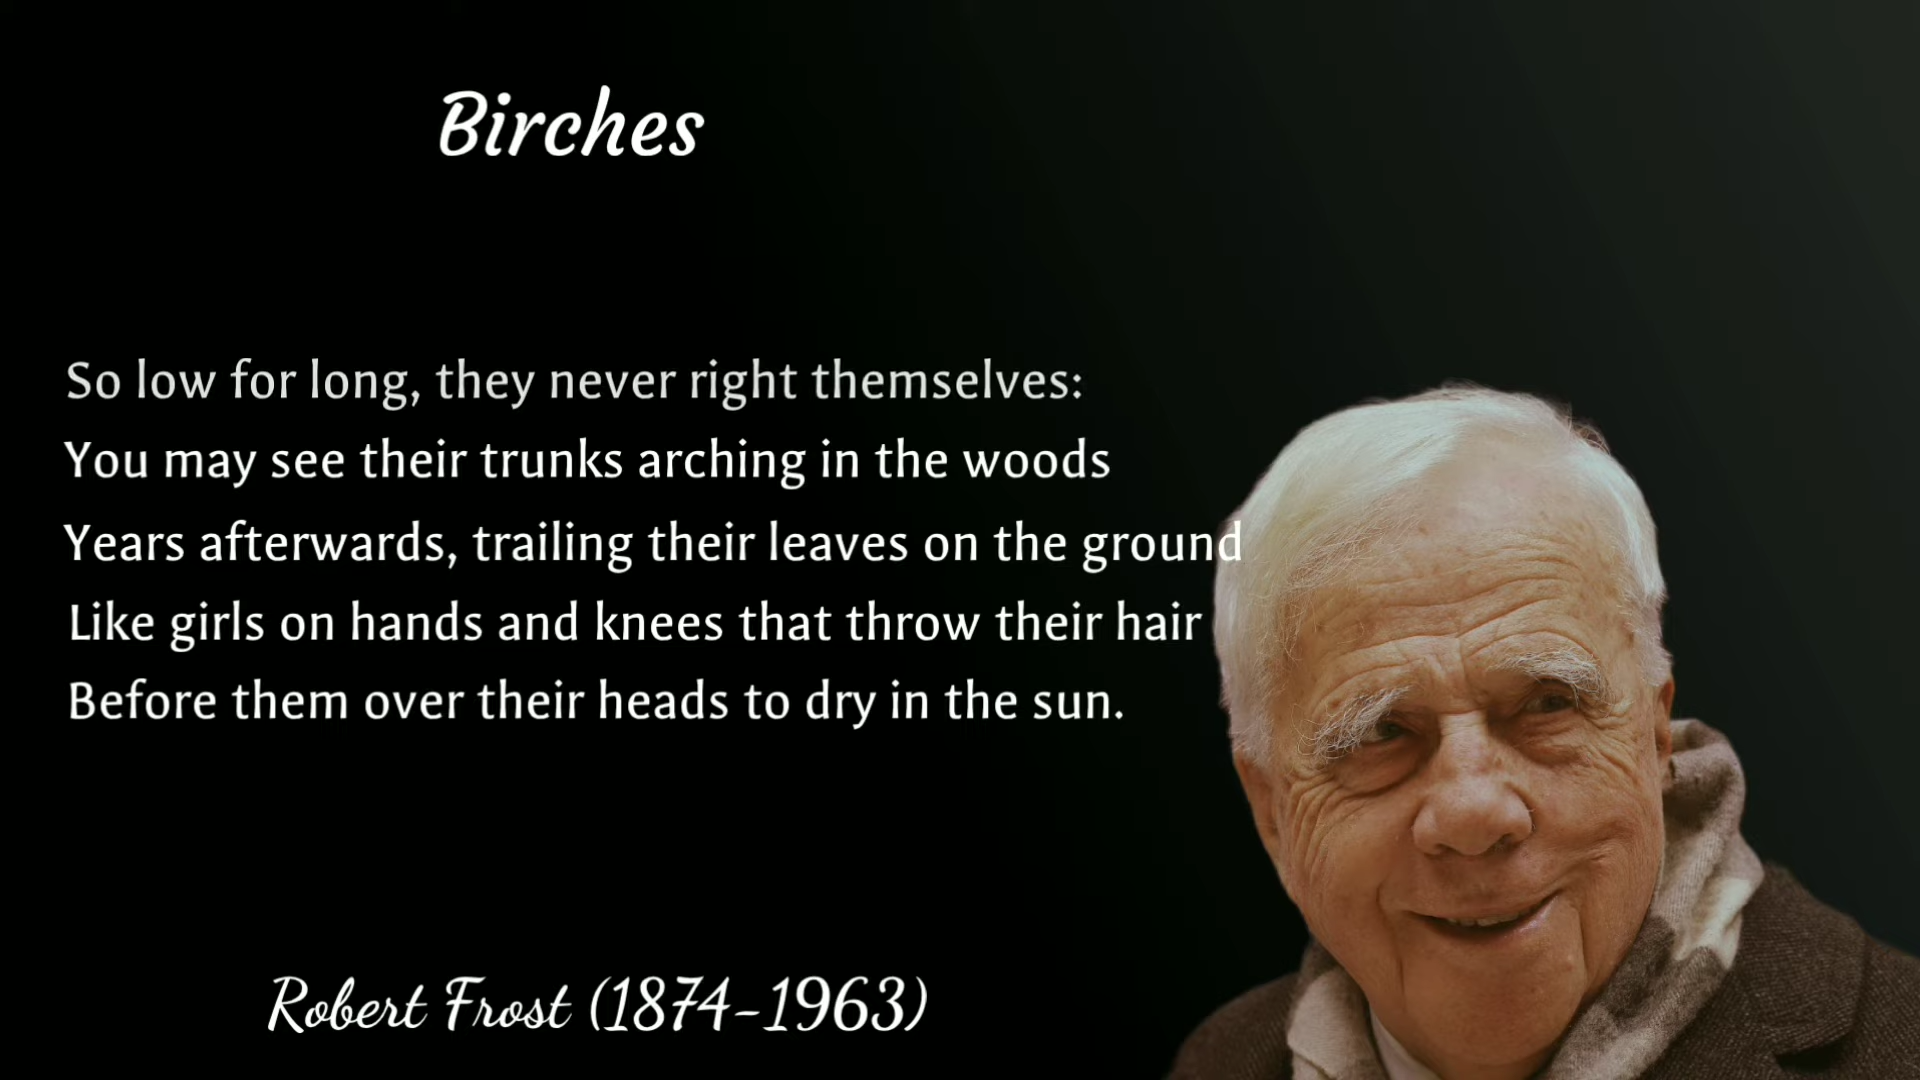 Birches
So low for long, they never right themselves:
You may see their trunks arching in the woods
Years afterwards, trailing their leaves on the ground
Like girls on hands and knees that throw their hair
Before them over their heads to dry in the sun.
Robert Frost (1874-1963)